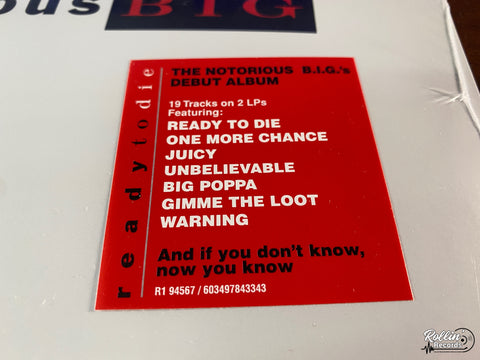 ous BIG
readytodie
THE NOTORIOUS B.I.G.'s
DEBUT ALBUM
19 Tracks on 2 LPs
Featuring:
READY TO DIE
ONE MORE CHANCE
JUICY
UNBELIEVABLE
BIG POPPA
GIMME THE LOOT
WARNING
And if you don't know,
now you know
R1 94567 / 603497843343
Rollin'
Records